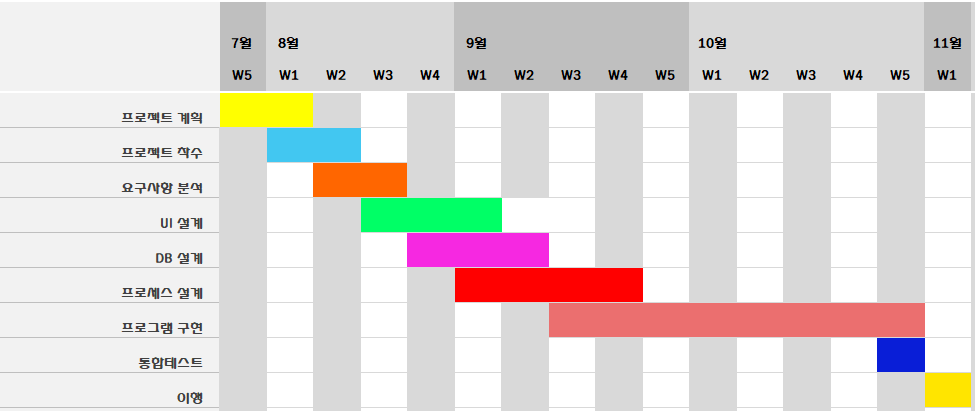 7월 8월 9월 10월 11월
W5 W1 W2 W3 W4 W1 W2 W3 W4 W5 W1 W2 W3 W4 W5 W1
프로젝트 계획
프로젝트 착수
요구사항 분석
UI 설계
DB 설계
프로세스 설계
프로그램 구현
통합테스트
이행